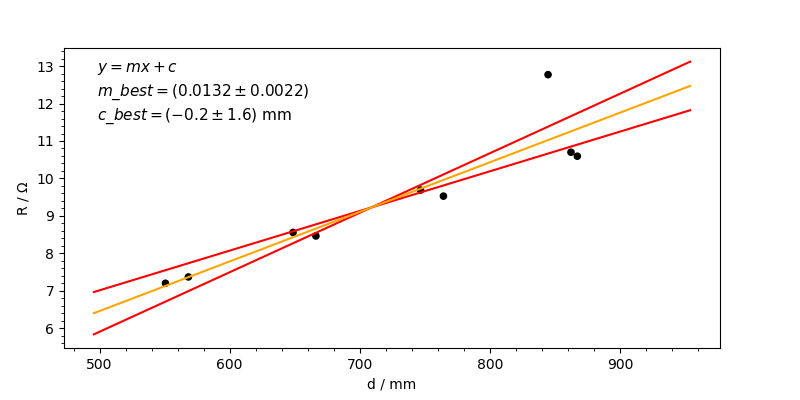 y = mx + c
m_best = (0.0132 ± 0.0022)
c_best = (−0.2 ± 1.6) mm
13
12
11
10
9
8
7
6
R / Ω
500 600 700 800 900
d / mm